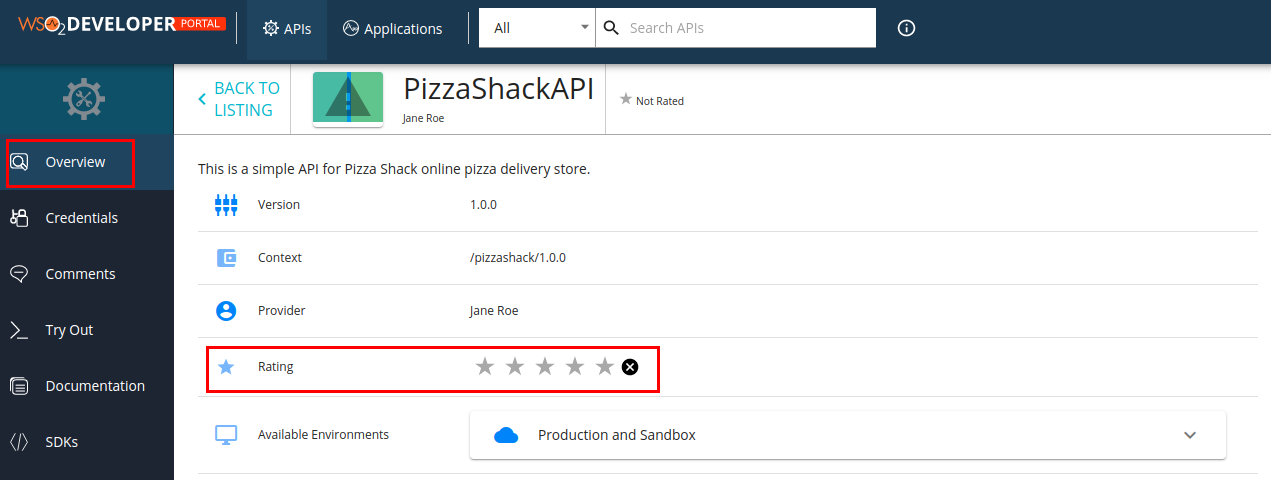 WSO2 DEVELOPER PORTAL
APIs
Applications
All
Search APIs
BACK TO
LISTING
PizzaShackAPI
Jane Roe
Not Rated
Overview
Credentials
Comments
Try Out
Documentation
SDKs
This is a simple API for Pizza Shack online pizza delivery store.
Version 1.0.0
Context /pizzashack/1.0.0
Provider Jane Roe
Rating
Available Environments Production and Sandbox